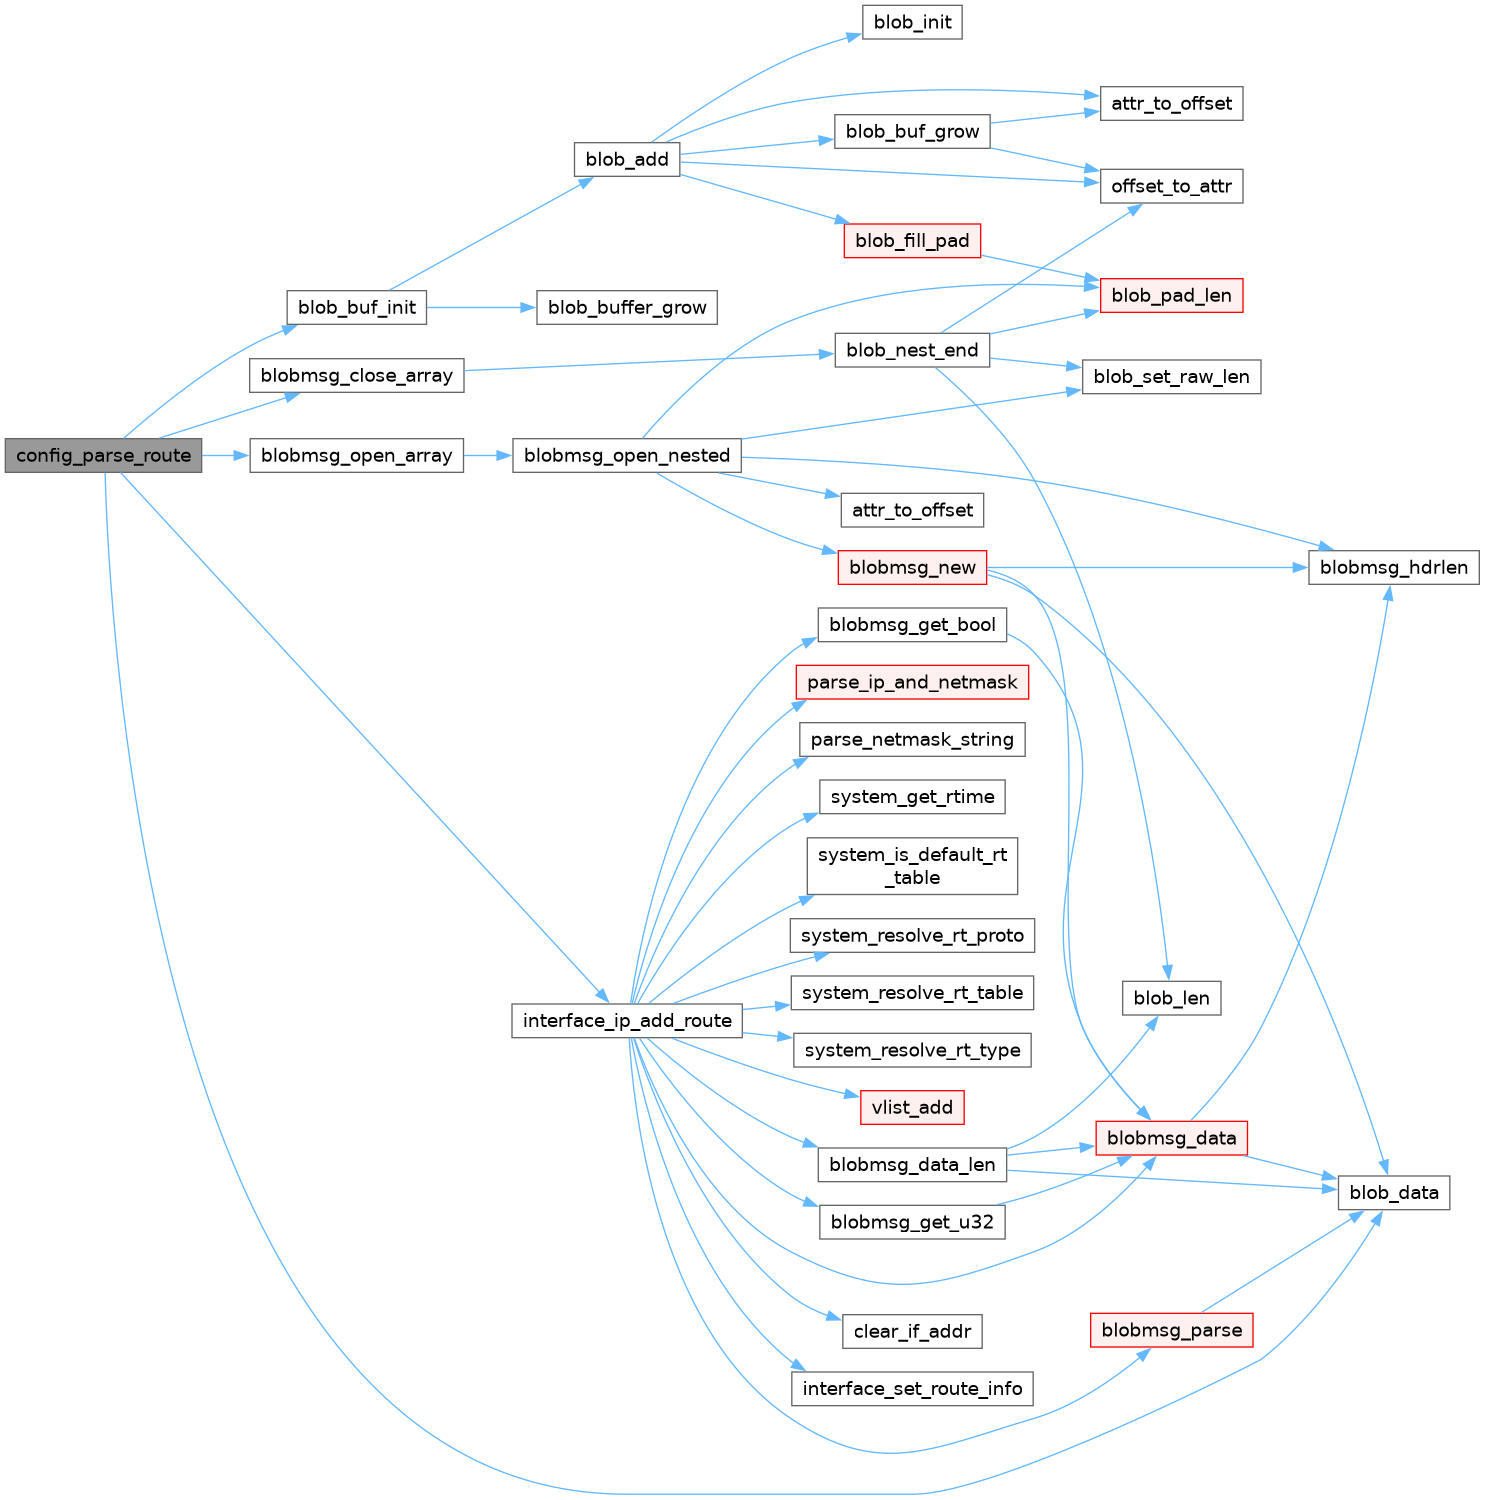 blob_init
attr_to_offset
blob_buf_grow
blob_add
offset_to_attr
blob_fill_pad
blob_pad_len
blob_buf_init
blob_buffer_grow
blob_nest_end
blobmsg_close_array
blob_set_raw_len
config_parse_route
blobmsg_open_array
blobmsg_open_nested
attr_to_offset
blobmsg_new
blobmsg_hdrlen
blobmsg_get_bool
parse_ip_and_netmask
parse_netmask_string
system_get_rtime
system_is_default_rt
_table
system_resolve_rt_proto
system_resolve_rt_table
blob_len
interface_ip_add_route
system_resolve_rt_type
vlist_add
blobmsg_data
blobmsg_data_len
blob_data
blobmsg_get_u32
clear_if_addr
blobmsg_parse
interface_set_route_info